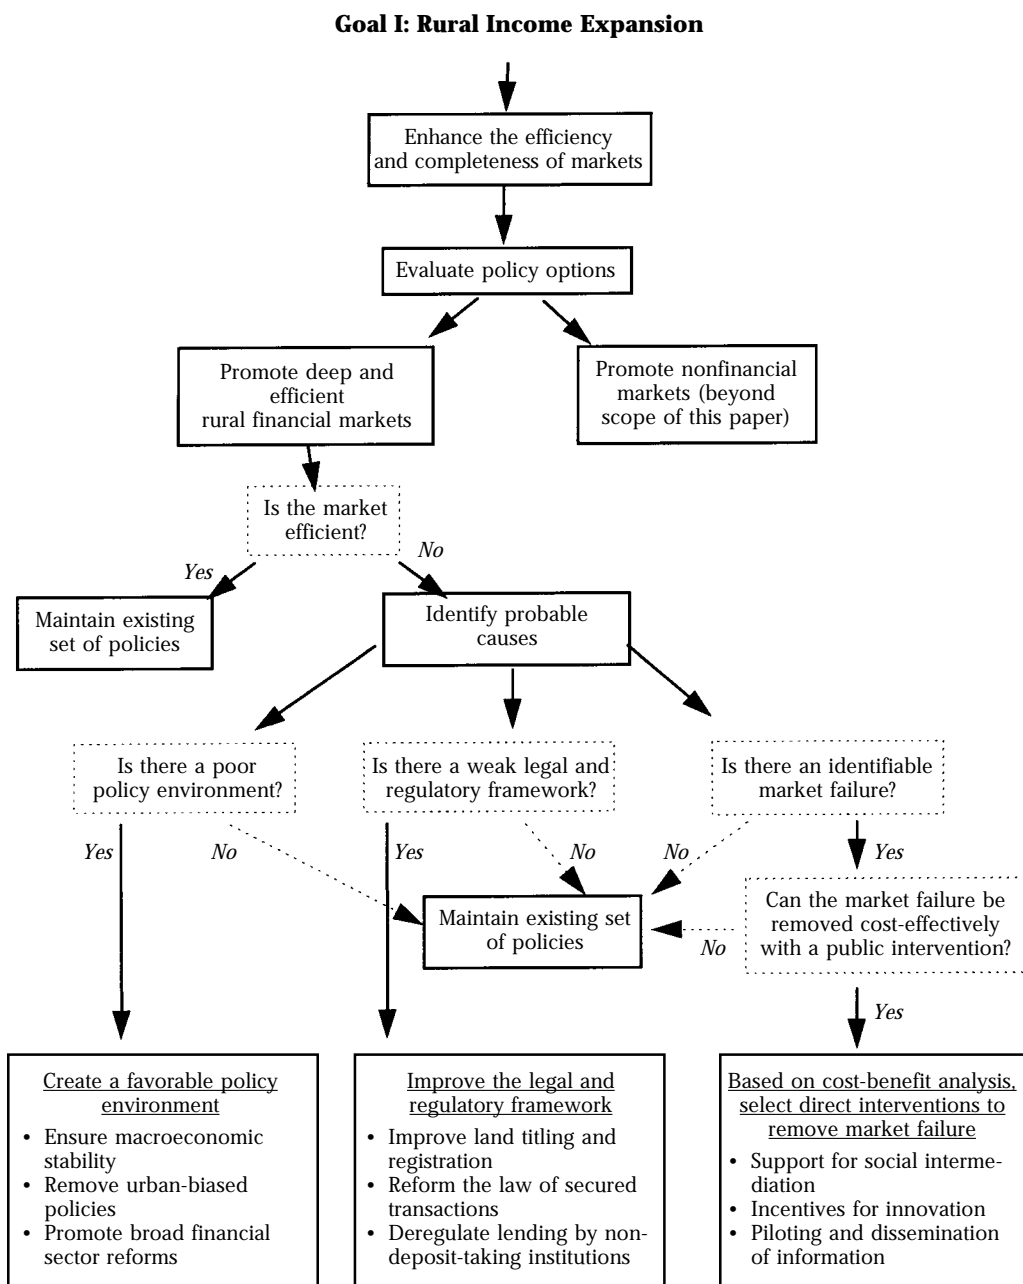 Goal I: Rural Income Expansion
Enhance the efficiency
and completeness of markets
Evaluate policy options
Promote deep and
efficient
rural financial markets
Promote nonfinancial
markets (beyond
scope of this paper)
Is the market
efficient?
Yes
No
Maintain existing
set of policies
Identify probable
causes
Is there a poor
policy environment?
Is there a weak legal and
regulatory framework?
Is there an identifiable
market failure?
Yes
No
Yes
No
No
Yes
Maintain existing set
of policies
No
Can the market failure be
removed cost-effectively
with a public intervention?
Yes
Create a favorable policy
environment
• Ensure macroeconomic
stability
• Remove urban-biased
policies
• Promote broad financial
sector reforms
Improve the legal and
regulatory framework
• Improve land titling and
registration
• Reform the law of secured
transactions
• Deregulate lending by non-
deposit-taking institutions
Based on cost-benefit analysis,
select direct interventions to
remove market failure
• Support for social interme-
diation
• Incentives for innovation
• Piloting and dissemination
of information